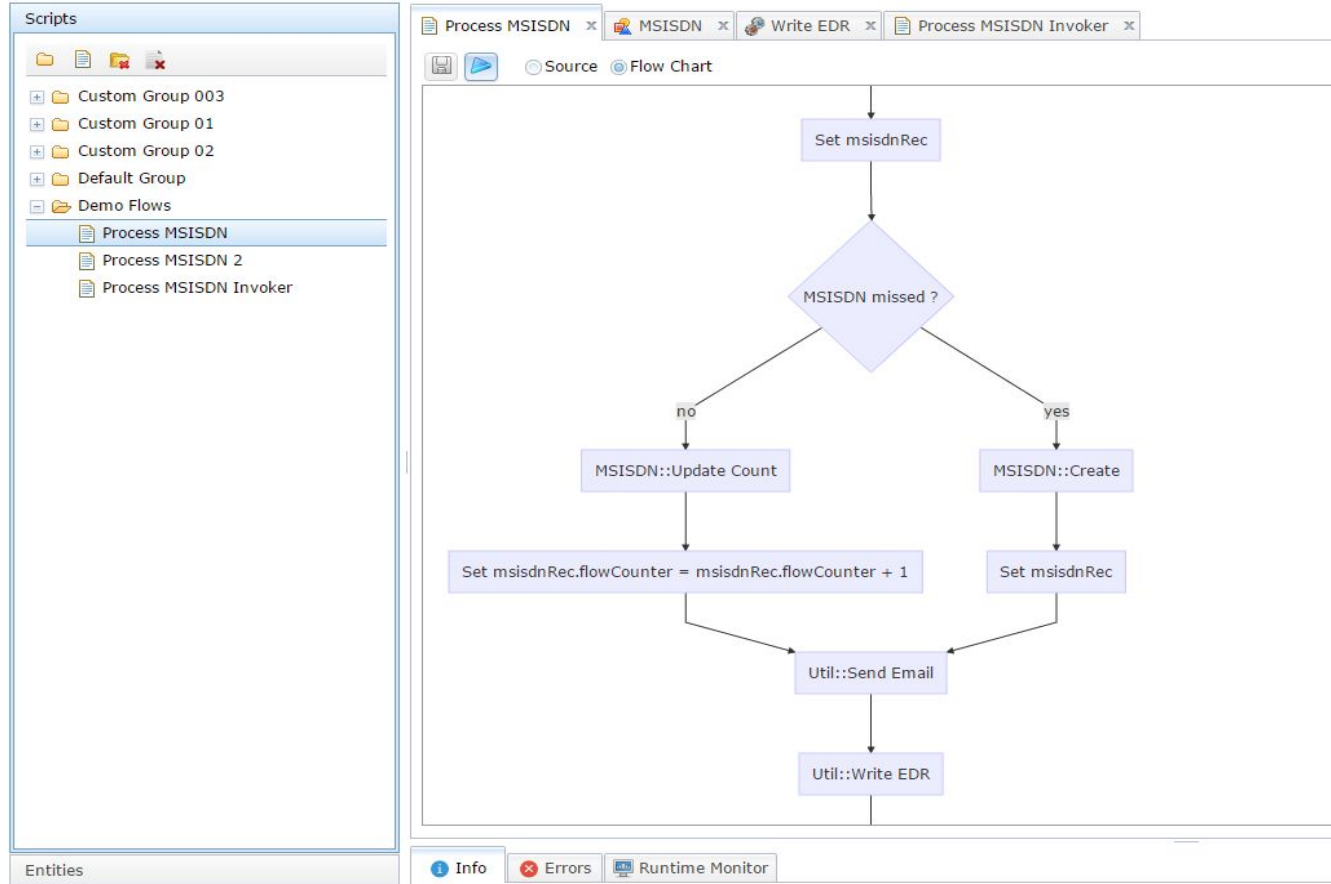 Scripts
Custom Group 003
Custom Group 01
Custom Group 02
Default Group
Demo Flows
Process MSISDN
Process MSISDN 2
Process MSISDN Invoker
Entities
Process MSISDN x MSISDN x Write EDR x Process MSISDN Invoker x
Source Flow Chart
Set msisdnRec
MSISDN missed ?
no yes
MSISDN::Update Count MSISDN::Create
Set msisdnRec.flowCounter = msisdnRec.flowCounter + 1 Set msisdnRec
Util::Send Email
Util::Write EDR
Info Errors Runtime Monitor